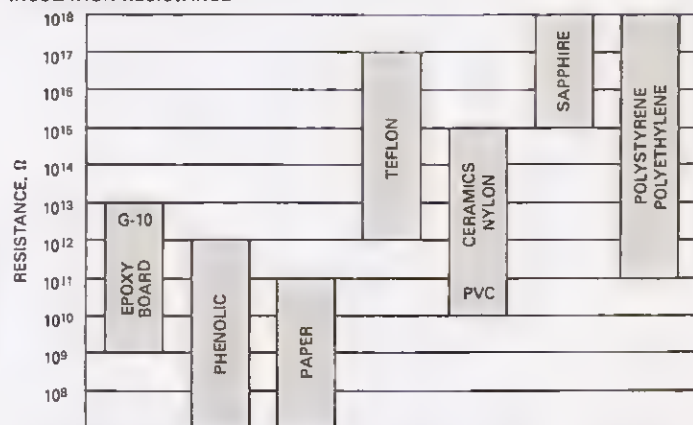 10¹⁸
10¹⁷
10¹⁶
10¹⁵
10¹⁴
10¹³
10¹²
10¹¹
10¹⁰
10⁹
10⁸
RESISTANCE, Ω
G-10
EPOXY
BOARD
PHENOLIC
PAPER
TEFLON
CERAMICS
NYLON
PVC
SAPPHIRE
POLYSTYRENE
POLYETHYLENE